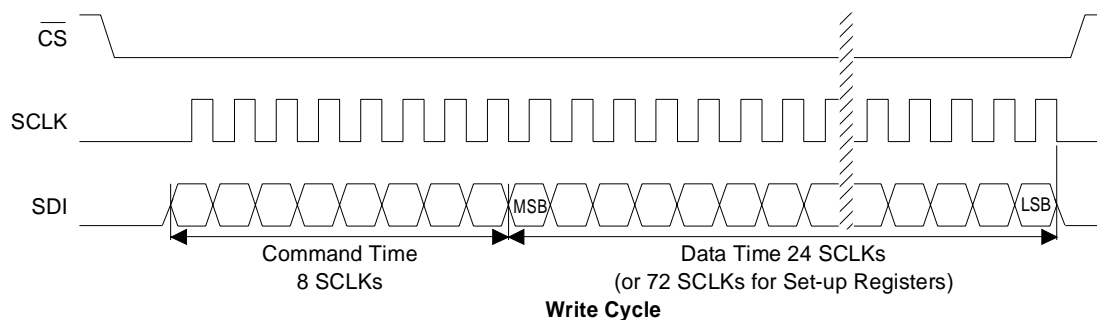 CS
SCLK
SDI
MSB
LSB
Command Time
8 SCLKs
Data Time 24 SCLKs
(or 72 SCLKs for Set-up Registers)
Write Cycle